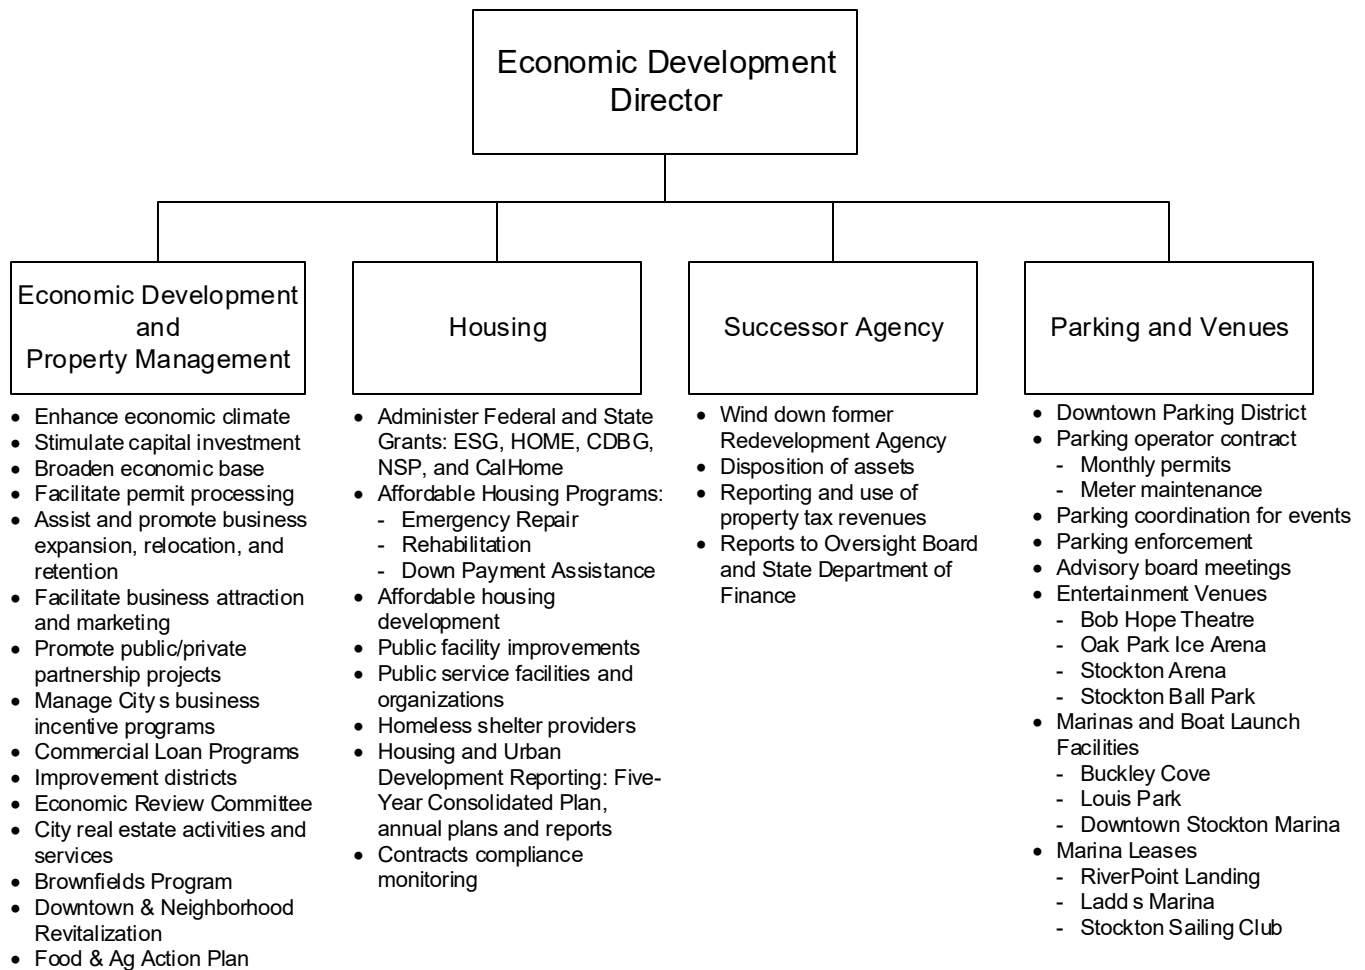 Economic Development
Director
Economic Development
and
Property Management
• Enhance economic climate
• Stimulate capital investment
• Broaden economic base
• Facilitate permit processing
• Assist and promote business
expansion, relocation, and
retention
• Facilitate business attraction
and marketing
• Promote public/private
partnership projects
• Manage City s business
incentive programs
• Commercial Loan Programs
• Improvement districts
• Economic Review Committee
• City real estate activities and
services
• Brownfields Program
• Downtown & Neighborhood
Revitalization
• Food & Ag Action Plan
Housing
• Administer Federal and State
Grants: ESG, HOME, CDBG,
NSP, and CalHome
• Affordable Housing Programs:
- Emergency Repair
- Rehabilitation
- Down Payment Assistance
• Affordable housing
development
• Public facility improvements
• Public service facilities and
organizations
• Homeless shelter providers
• Housing and Urban
Development Reporting: Five-
Year Consolidated Plan,
annual plans and reports
• Contracts compliance
monitoring
Successor Agency
• Wind down former
Redevelopment Agency
• Disposition of assets
• Reporting and use of
property tax revenues
• Reports to Oversight Board
and State Department of
Finance
Parking and Venues
• Downtown Parking District
• Parking operator contract
- Monthly permits
- Meter maintenance
• Parking coordination for events
• Parking enforcement
• Advisory board meetings
• Entertainment Venues
- Bob Hope Theatre
- Oak Park Ice Arena
- Stockton Arena
- Stockton Ball Park
• Marinas and Boat Launch
Facilities
- Buckley Cove
- Louis Park
- Downtown Stockton Marina
• Marina Leases
- RiverPoint Landing
- Ladd s Marina
- Stockton Sailing Club